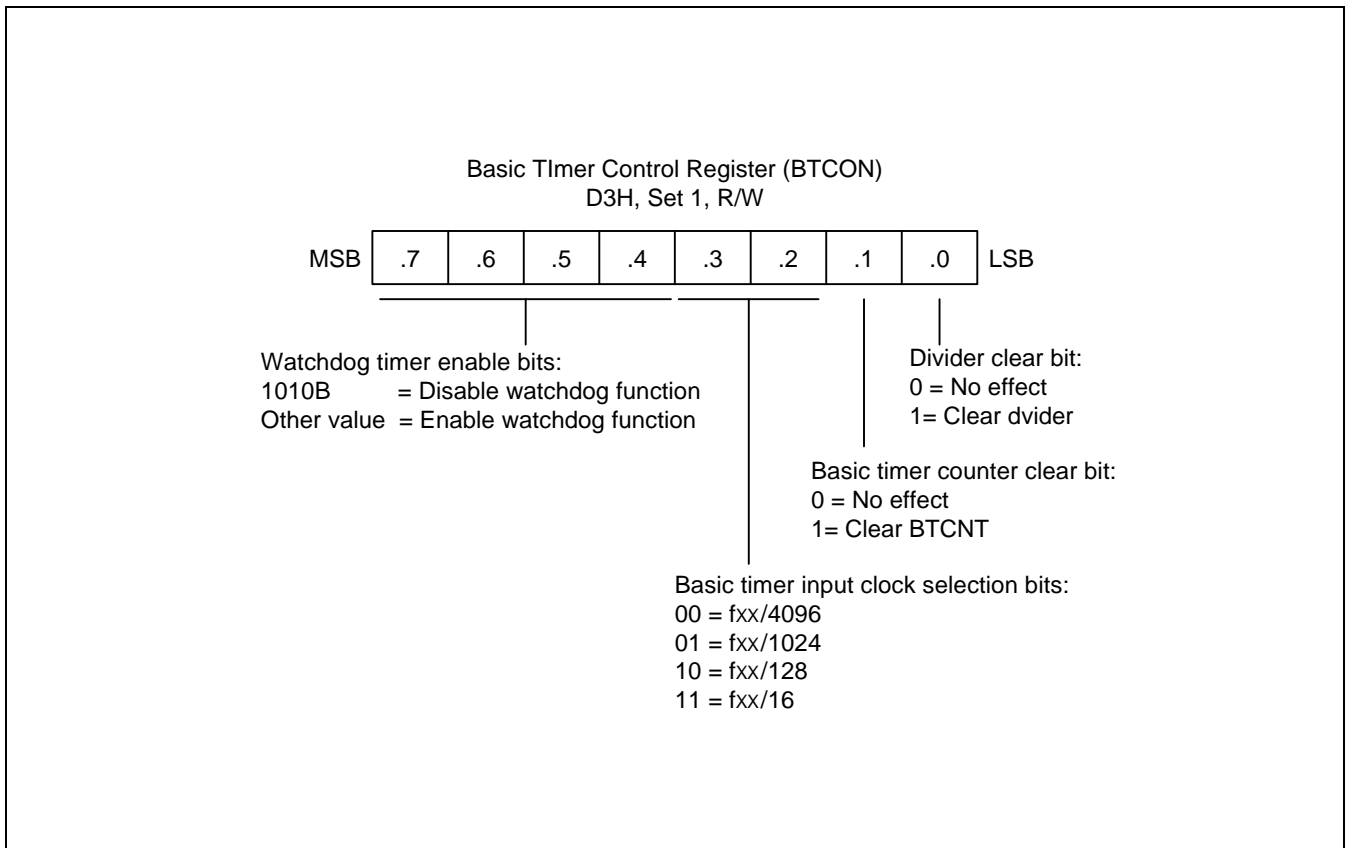 Basic TImer Control Register (BTCON)
D3H, Set 1, R/W
MSB .7 .6 .5 .4 .3 .2 .1 .0 LSB
Watchdog timer enable bits:
1010B = Disable watchdog function
Other value = Enable watchdog function
Divider clear bit:
0 = No effect
1= Clear dvider
Basic timer counter clear bit:
0 = No effect
1= Clear BTCNT
Basic timer input clock selection bits:
00 = fxx/4096
01 = fxx/1024
10 = fxx/128
11 = fxx/16